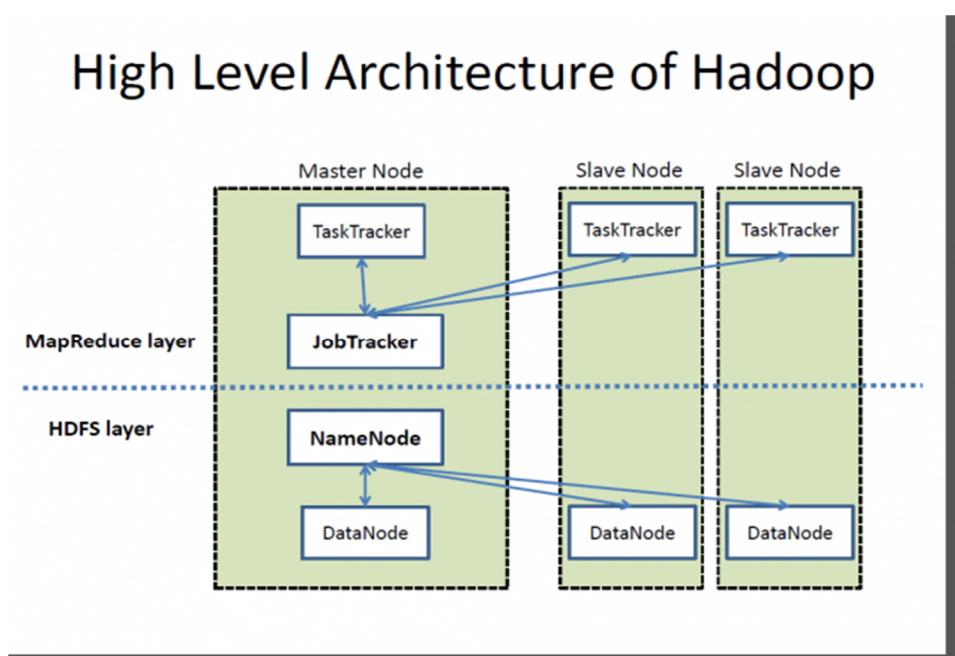 High Level Architecture of Hadoop
Master Node
Slave Node
Slave Node
TaskTracker
TaskTracker
TaskTracker
MapReduce layer
JobTracker
HDFS layer
NameNode
DataNode
DataNode
DataNode